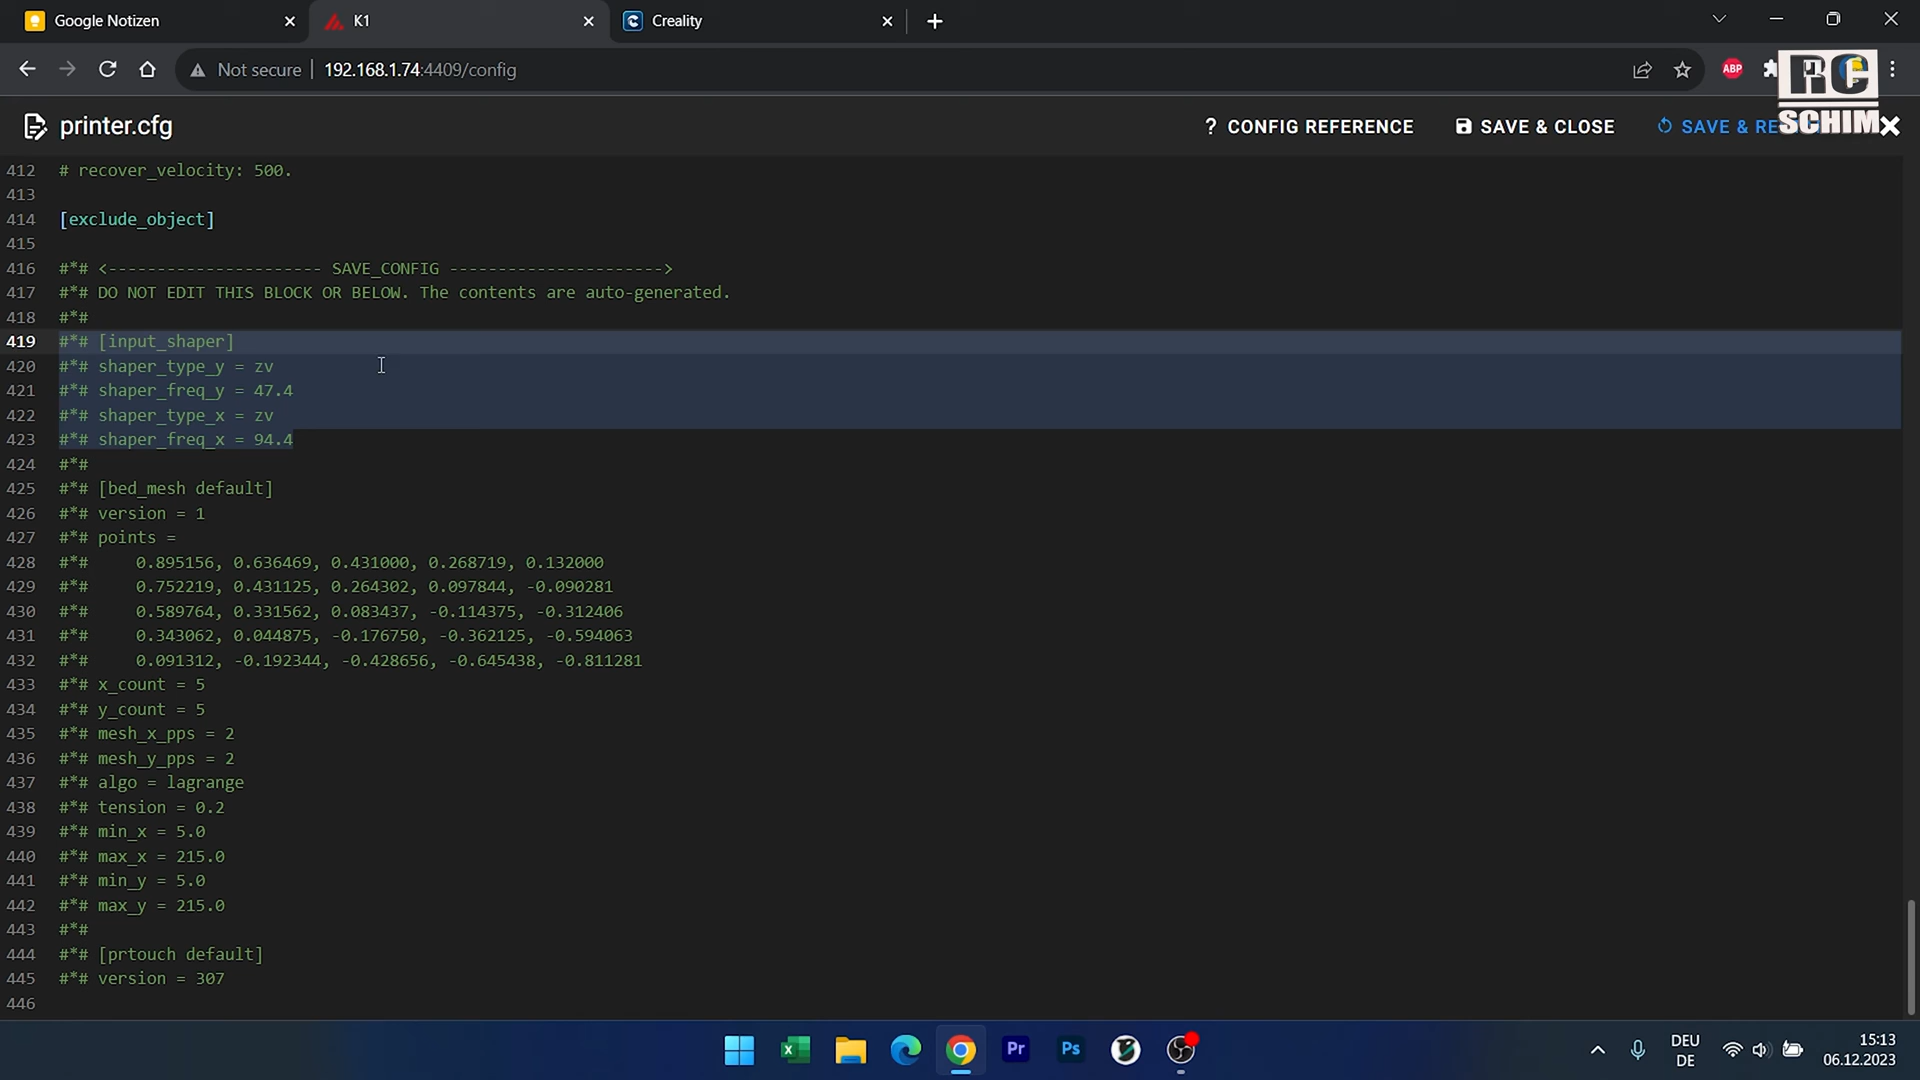 Google Notizen
K1
Creality
Not secure
192.168.1.74:4409/config
ABP
RC
SCHIM
printer.cfg
? CONFIG REFERENCE
SAVE & CLOSE
SAVE & RE
412 # recover_velocity: 500.
413
414 [exclude_object]
415
416 #*# <---------------------- SAVE_CONFIG ---------------------->
417 #*# DO NOT EDIT THIS BLOCK OR BELOW. The contents are auto-generated.
418 #*#
419 #*# [input_shaper]
420 #*# shaper_type_y = zv
421 #*# shaper_freq_y = 47.4
422 #*# shaper_type_x = zv
423 #*# shaper_freq_x = 94.4
424 #*#
425 #*# [bed_mesh default]
426 #*# version = 1
427 #*# points =
428 #*# 0.895156, 0.636469, 0.431000, 0.268719, 0.132000
429 #*# 0.752219, 0.431125, 0.264302, 0.097844, -0.090281
430 #*# 0.589764, 0.331562, 0.083437, -0.114375, -0.312406
431 #*# 0.343062, 0.044875, -0.176750, -0.362125, -0.594063
432 #*# 0.091312, -0.192344, -0.428656, -0.645438, -0.811281
433 #*# x_count = 5
434 #*# y_count = 5
435 #*# mesh_x_pps = 2
436 #*# mesh_y_pps = 2
437 #*# algo = lagrange
438 #*# tension = 0.2
439 #*# min_x = 5.0
440 #*# max_x = 215.0
441 #*# min_y = 5.0
442 #*# max_y = 215.0
443 #*#
444 #*# [prtouch default]
445 #*# version = 307
446
Pr
Ps
DEU
DE
15:13
06.12.2023